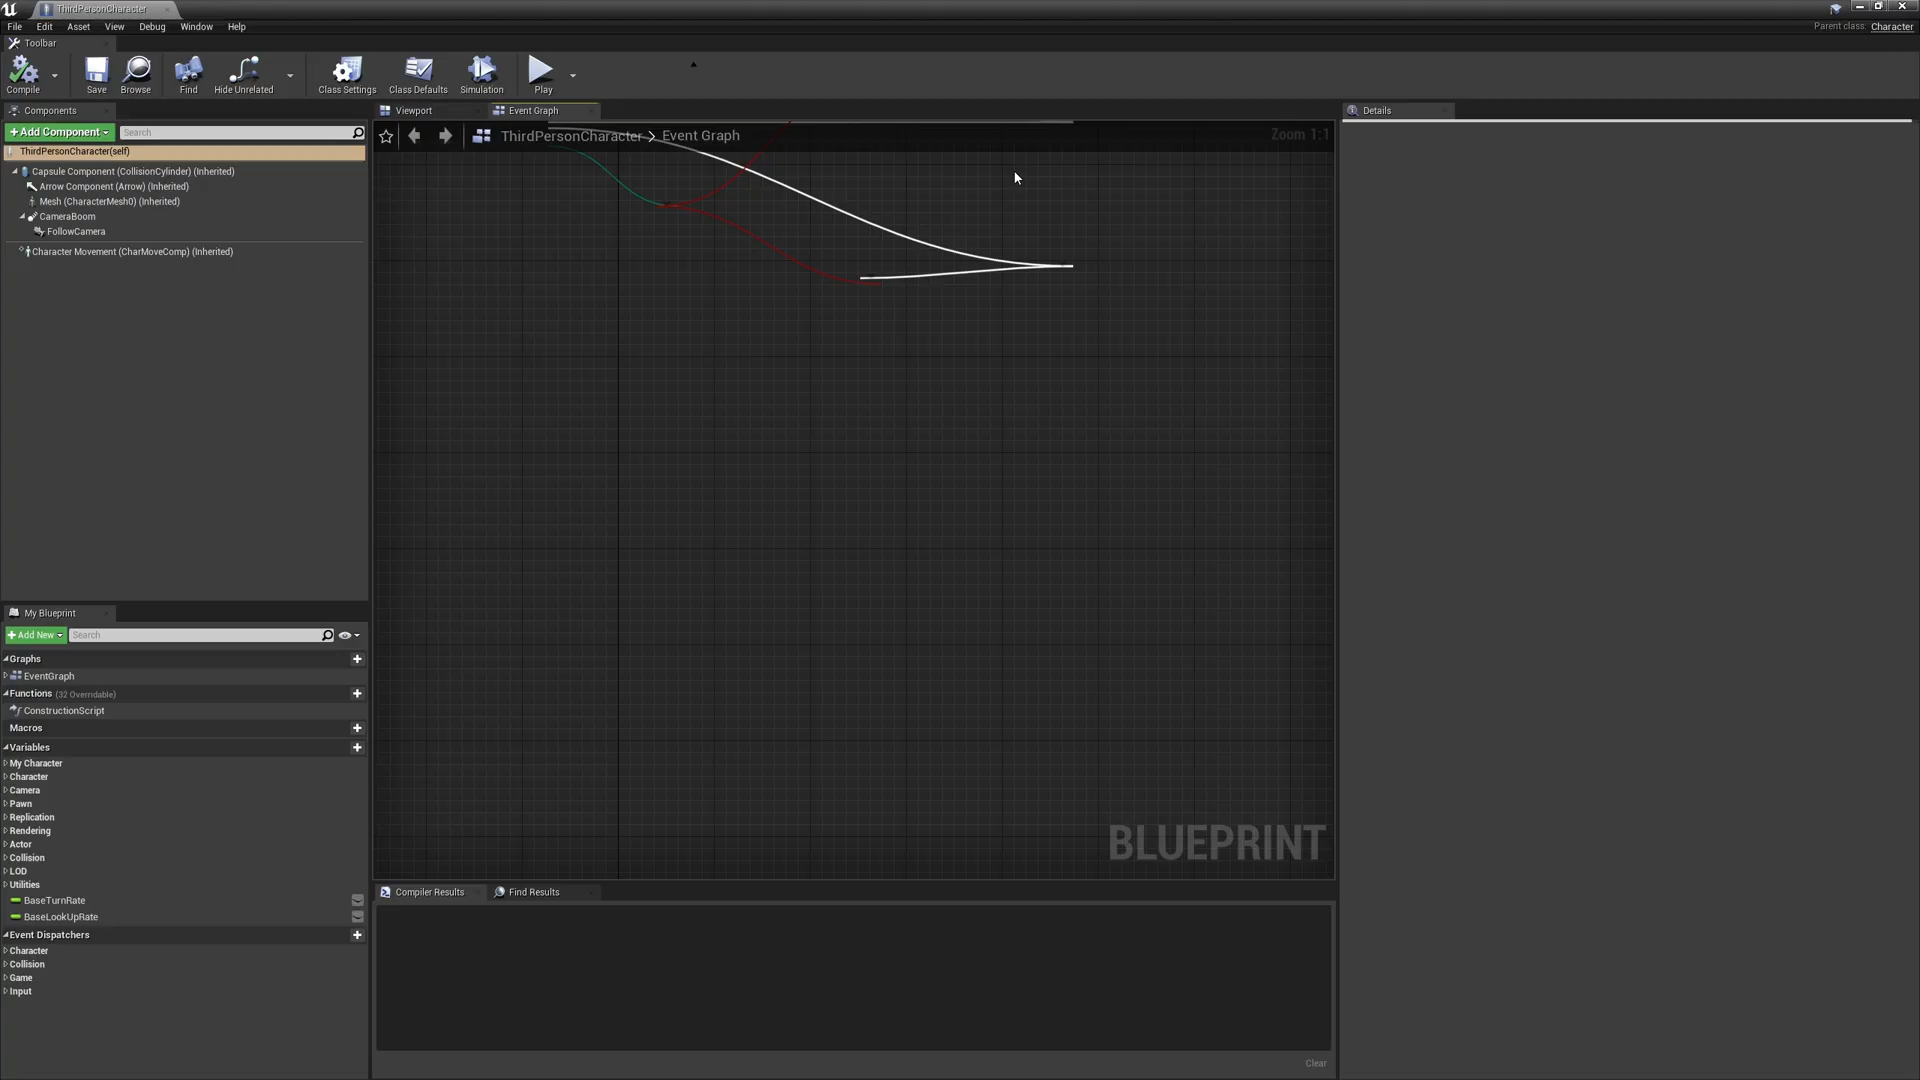 ThirdPersonCharacter
File Edit Asset View Debug Window Help
Parent class: Character
Toolbar
Compile Save Browse Find Hide Unrelated Class Settings Class Defaults Simulation Play
Components
+Add Component Search
ThirdPersonCharacter(self)
Capsule Component (CollisionCylinder) (Inherited)
Arrow Component (Arrow) (Inherited)
Mesh (CharacterMesh0) (Inherited)
CameraBoom
FollowCamera
Character Movement (CharMoveComp) (Inherited)
My Blueprint
+Add New Search
Graphs
EventGraph
Functions (32 Overridable)
ConstructionScript
Macros
Variables
My Character
Character
Camera
Pawn
Replication
Rendering
Actor
Collision
LOD
Utilities
BaseTurnRate
BaseLookUpRate
Event Dispatchers
Character
Collision
Game
Input
Viewport Event Graph
ThirdPersonCharacter > Event Graph
Zoom 1:1
BLUEPRINT
Compiler Results Find Results
Clear
Details